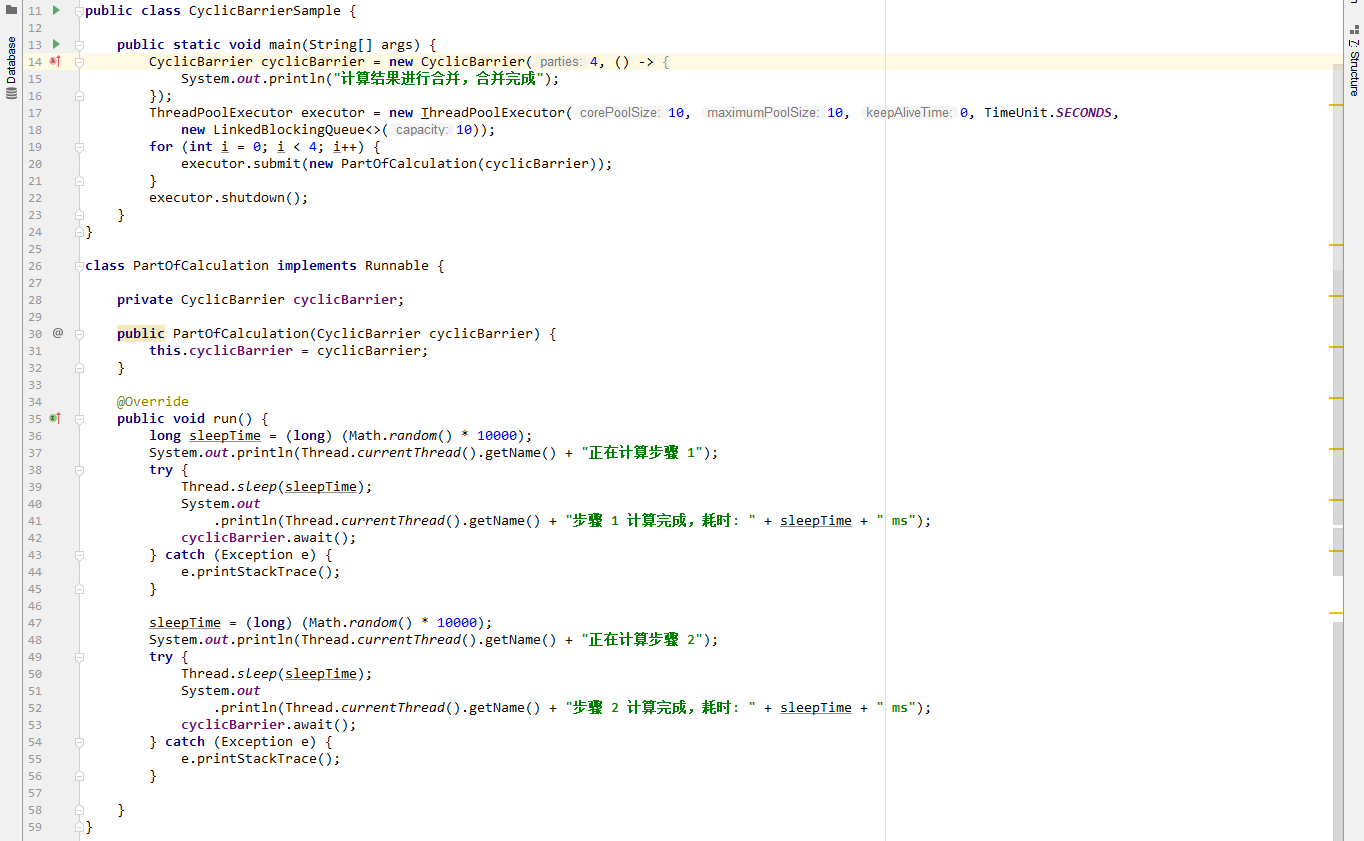 Database
7: Structure
11 public class CyclicBarrierSample {
12
13     public static void main(String[] args) {
14         CyclicBarrier cyclicBarrier = new CyclicBarrier( parties: 4, () -> {
15             System.out.println("计算结果进行合并，合并完成");
16         });
17         ThreadPoolExecutor executor = new ThreadPoolExecutor( corePoolSize: 10, maximumPoolSize: 10, keepAliveTime: 0, TimeUnit.SECONDS,
18             new LinkedBlockingQueue<>( capacity: 10));
19         for (int i = 0; i < 4; i++) {
20             executor.submit(new PartOfCalculation(cyclicBarrier));
21         }
22         executor.shutdown();
23     }
24 }
25
26 class PartOfCalculation implements Runnable {
27
28     private CyclicBarrier cyclicBarrier;
29
30 @   public PartOfCalculation(CyclicBarrier cyclicBarrier) {
31         this.cyclicBarrier = cyclicBarrier;
32     }
33
34     @Override
35     public void run() {
36         long sleepTime = (long) (Math.random() * 10000);
37         System.out.println(Thread.currentThread().getName() + "正在计算步骤 1");
38         try {
39             Thread.sleep(sleepTime);
40             System.out
41                 .println(Thread.currentThread().getName() + "步骤 1 计算完成，耗时：" + sleepTime + " ms");
42             cyclicBarrier.await();
43         } catch (Exception e) {
44             e.printStackTrace();
45         }
46
47         sleepTime = (long) (Math.random() * 10000);
48         System.out.println(Thread.currentThread().getName() + "正在计算步骤 2");
49         try {
50             Thread.sleep(sleepTime);
51             System.out
52                 .println(Thread.currentThread().getName() + "步骤 2 计算完成，耗时：" + sleepTime + " ms");
53             cyclicBarrier.await();
54         } catch (Exception e) {
55             e.printStackTrace();
56         }
57
58     }
59 }